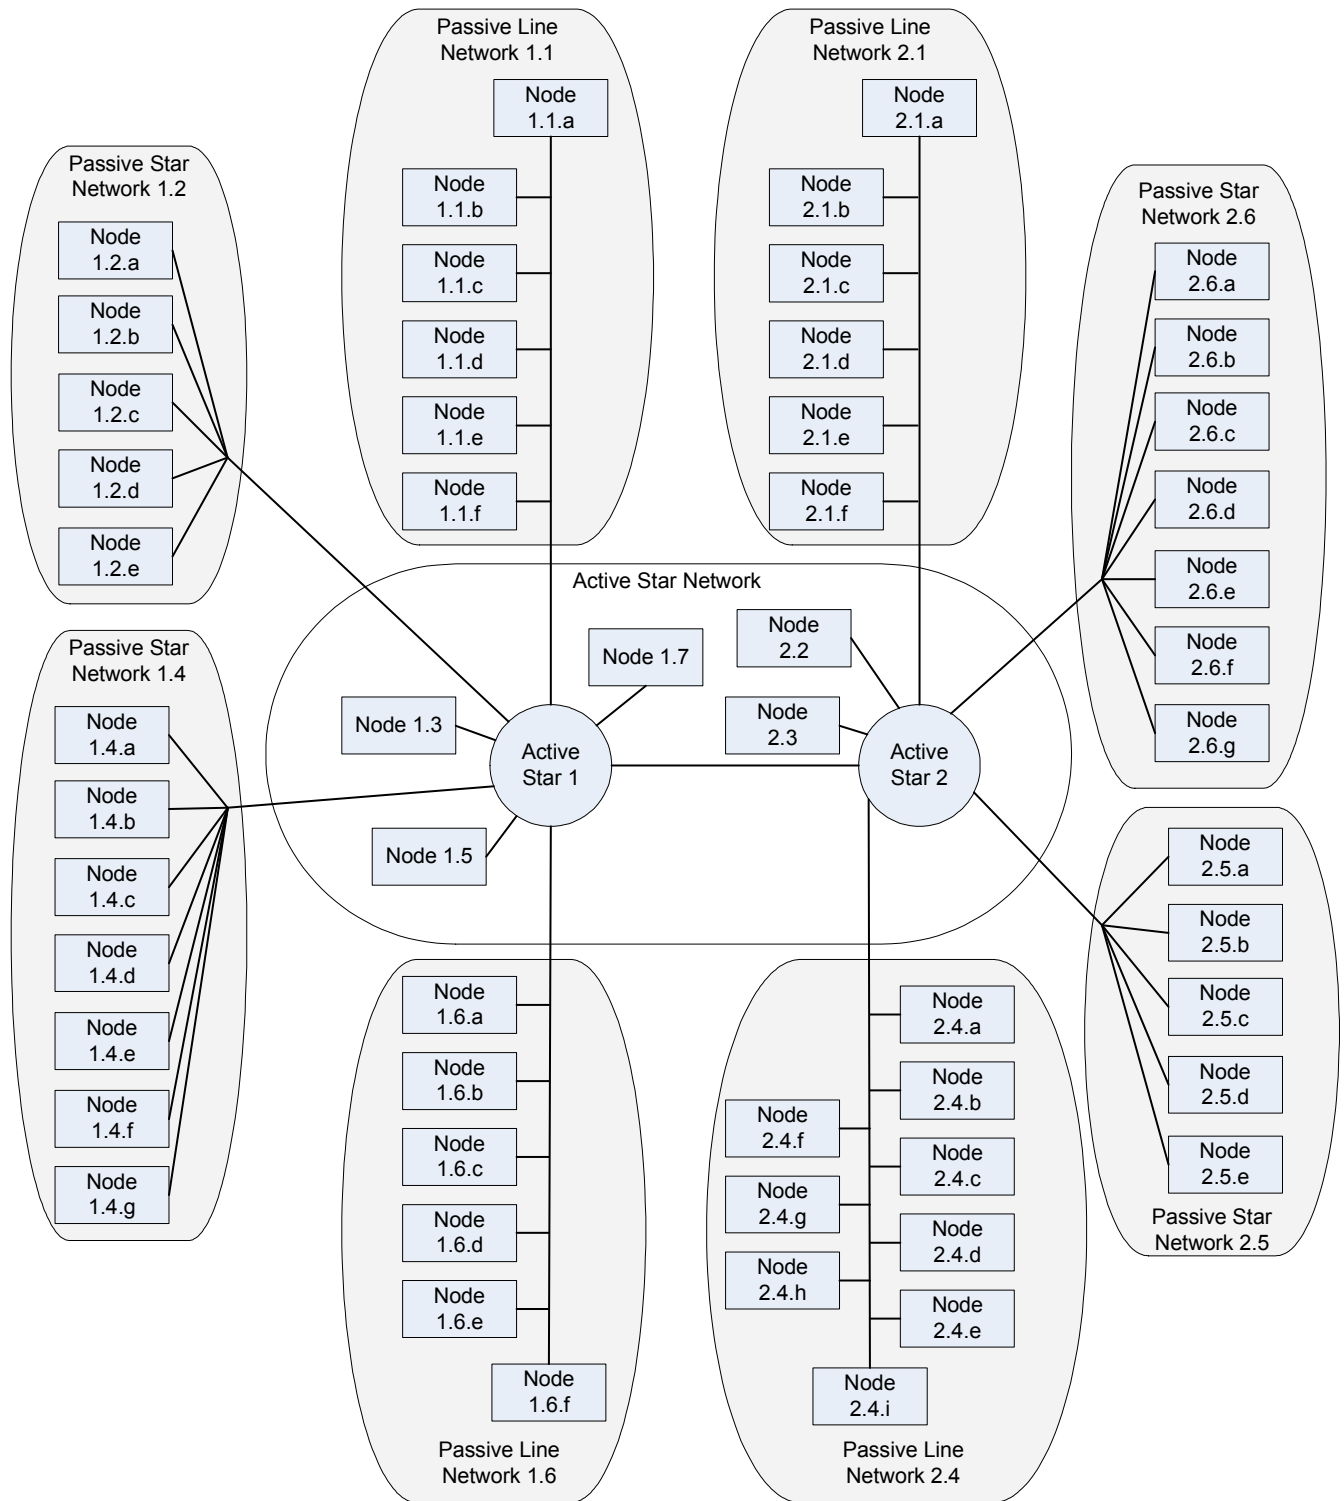 Passive Line
Network 1.1
Node
1.1.a
Node
1.1.b
Node
1.1.c
Node
1.1.d
Node
1.1.e
Node
1.1.f
Passive Line
Network 2.1
Node
2.1.a
Node
2.1.b
Node
2.1.c
Node
2.1.d
Node
2.1.e
Node
2.1.f
Passive Star
Network 1.2
Node
1.2.a
Node
1.2.b
Node
1.2.c
Node
1.2.d
Node
1.2.e
Passive Star
Network 2.6
Node
2.6.a
Node
2.6.b
Node
2.6.c
Node
2.6.d
Node
2.6.e
Node
2.6.f
Node
2.6.g
Active Star Network
Node 1.7
Node
2.2
Node 1.3
Node
2.3
Active
Star 1
Active
Star 2
Node 1.5
Passive Star
Network 1.4
Node
1.4.a
Node
1.4.b
Node
1.4.c
Node
1.4.d
Node
1.4.e
Node
1.4.f
Node
1.4.g
Node
2.5.a
Node
2.5.b
Node
2.5.c
Node
2.5.d
Node
2.5.e
Passive Star
Network 2.5
Node
1.6.a
Node
1.6.b
Node
1.6.c
Node
1.6.d
Node
1.6.e
Node
1.6.f
Passive Line
Network 1.6
Node
2.4.a
Node
2.4.b
Node
2.4.f
Node
2.4.c
Node
2.4.g
Node
2.4.d
Node
2.4.h
Node
2.4.e
Node
2.4.i
Passive Line
Network 2.4